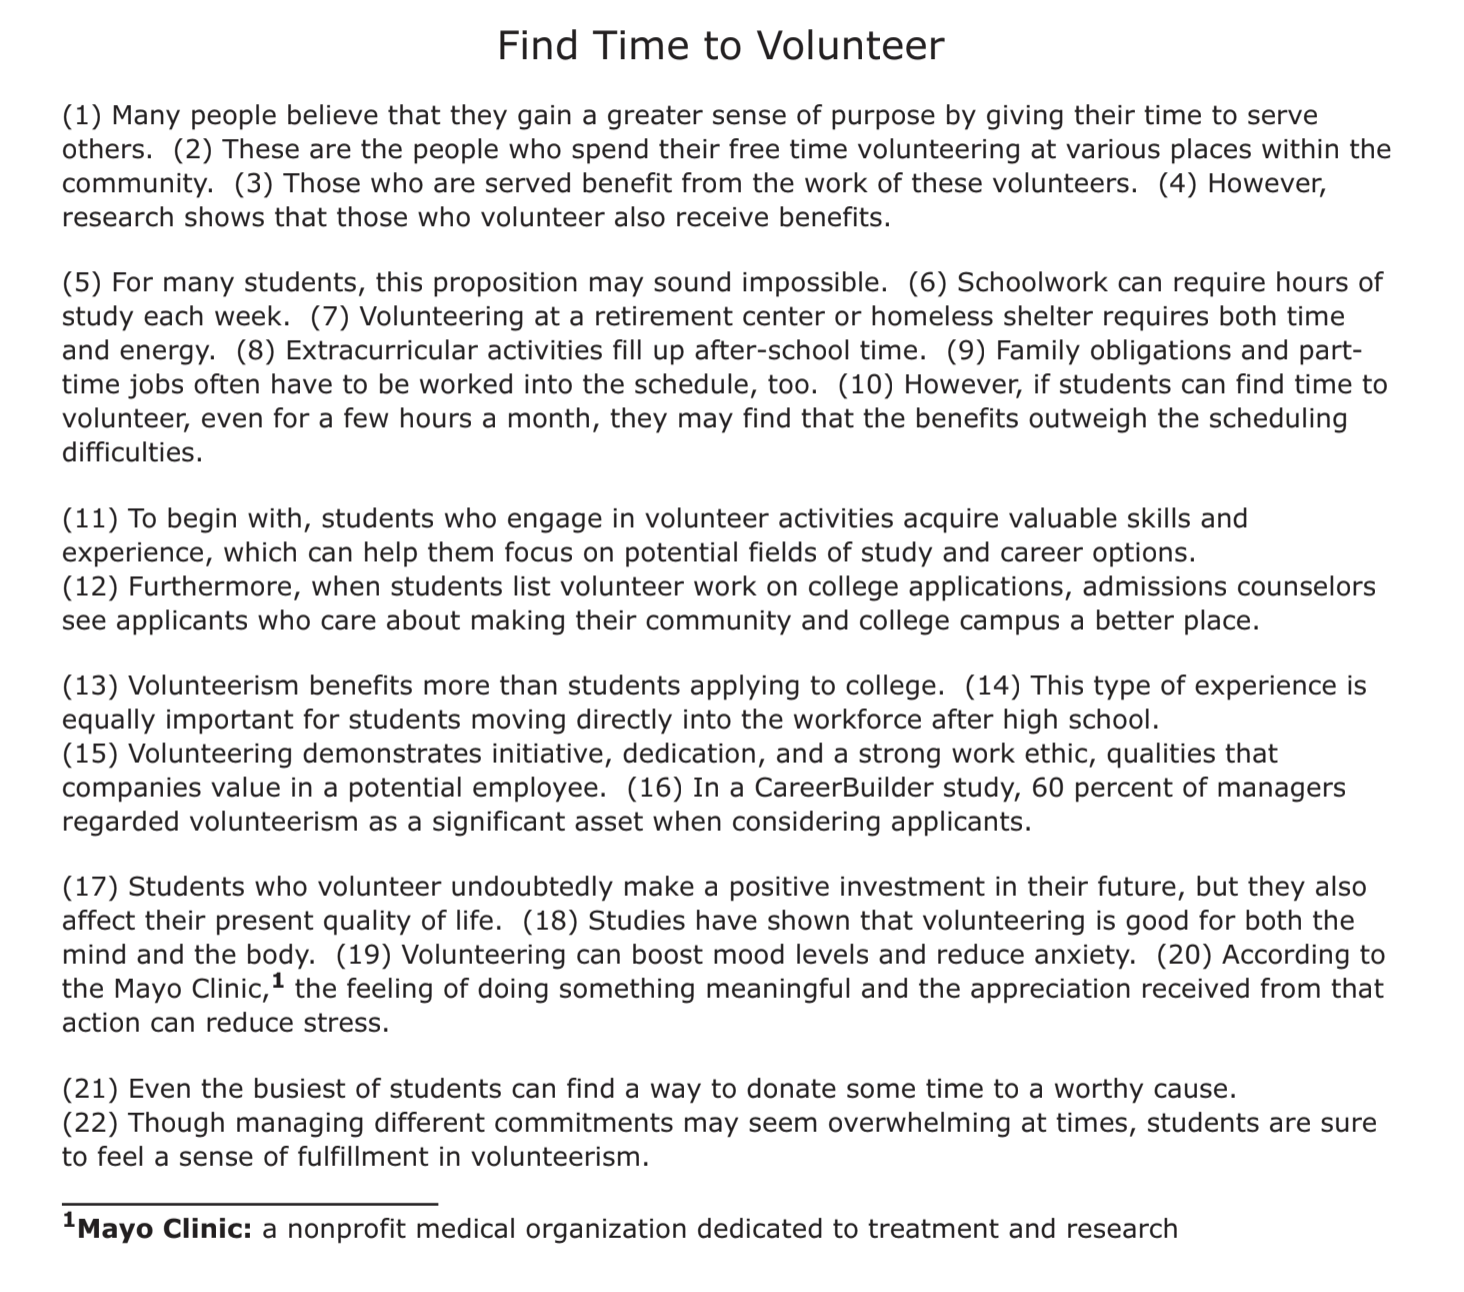 Find Time to Volunteer
(1) Many people believe that they gain a greater sense of purpose by giving their time to serve
others.  (2) These are the people who spend their free time volunteering at various places within the
community.  (3) Those who are served benefit from the work of these volunteers.  (4) However,
research shows that those who volunteer also receive benefits.
(5) For many students, this proposition may sound impossible.  (6) Schoolwork can require hours of
study each week.  (7) Volunteering at a retirement center or homeless shelter requires both time
and energy.  (8) Extracurricular activities fill up after-school time.  (9) Family obligations and part-
time jobs often have to be worked into the schedule, too.  (10) However, if students can find time to
volunteer, even for a few hours a month, they may find that the benefits outweigh the scheduling
difficulties.
(11) To begin with, students who engage in volunteer activities acquire valuable skills and
experience, which can help them focus on potential fields of study and career options.
(12) Furthermore, when students list volunteer work on college applications, admissions counselors
see applicants who care about making their community and college campus a better place.
(13) Volunteerism benefits more than students applying to college.  (14) This type of experience is
equally important for students moving directly into the workforce after high school.
(15) Volunteering demonstrates initiative, dedication, and a strong work ethic, qualities that
companies value in a potential employee.  (16) In a CareerBuilder study, 60 percent of managers
regarded volunteerism as a significant asset when considering applicants.
(17) Students who volunteer undoubtedly make a positive investment in their future, but they also
affect their present quality of life.  (18) Studies have shown that volunteering is good for both the
mind and the body.  (19) Volunteering can boost mood levels and reduce anxiety.  (20) According to
the Mayo Clinic,¹ the feeling of doing something meaningful and the appreciation received from that
action can reduce stress.
(21) Even the busiest of students can find a way to donate some time to a worthy cause.
(22) Though managing different commitments may seem overwhelming at times, students are sure
to feel a sense of fulfillment in volunteerism.
¹Mayo Clinic: a nonprofit medical organization dedicated to treatment and research